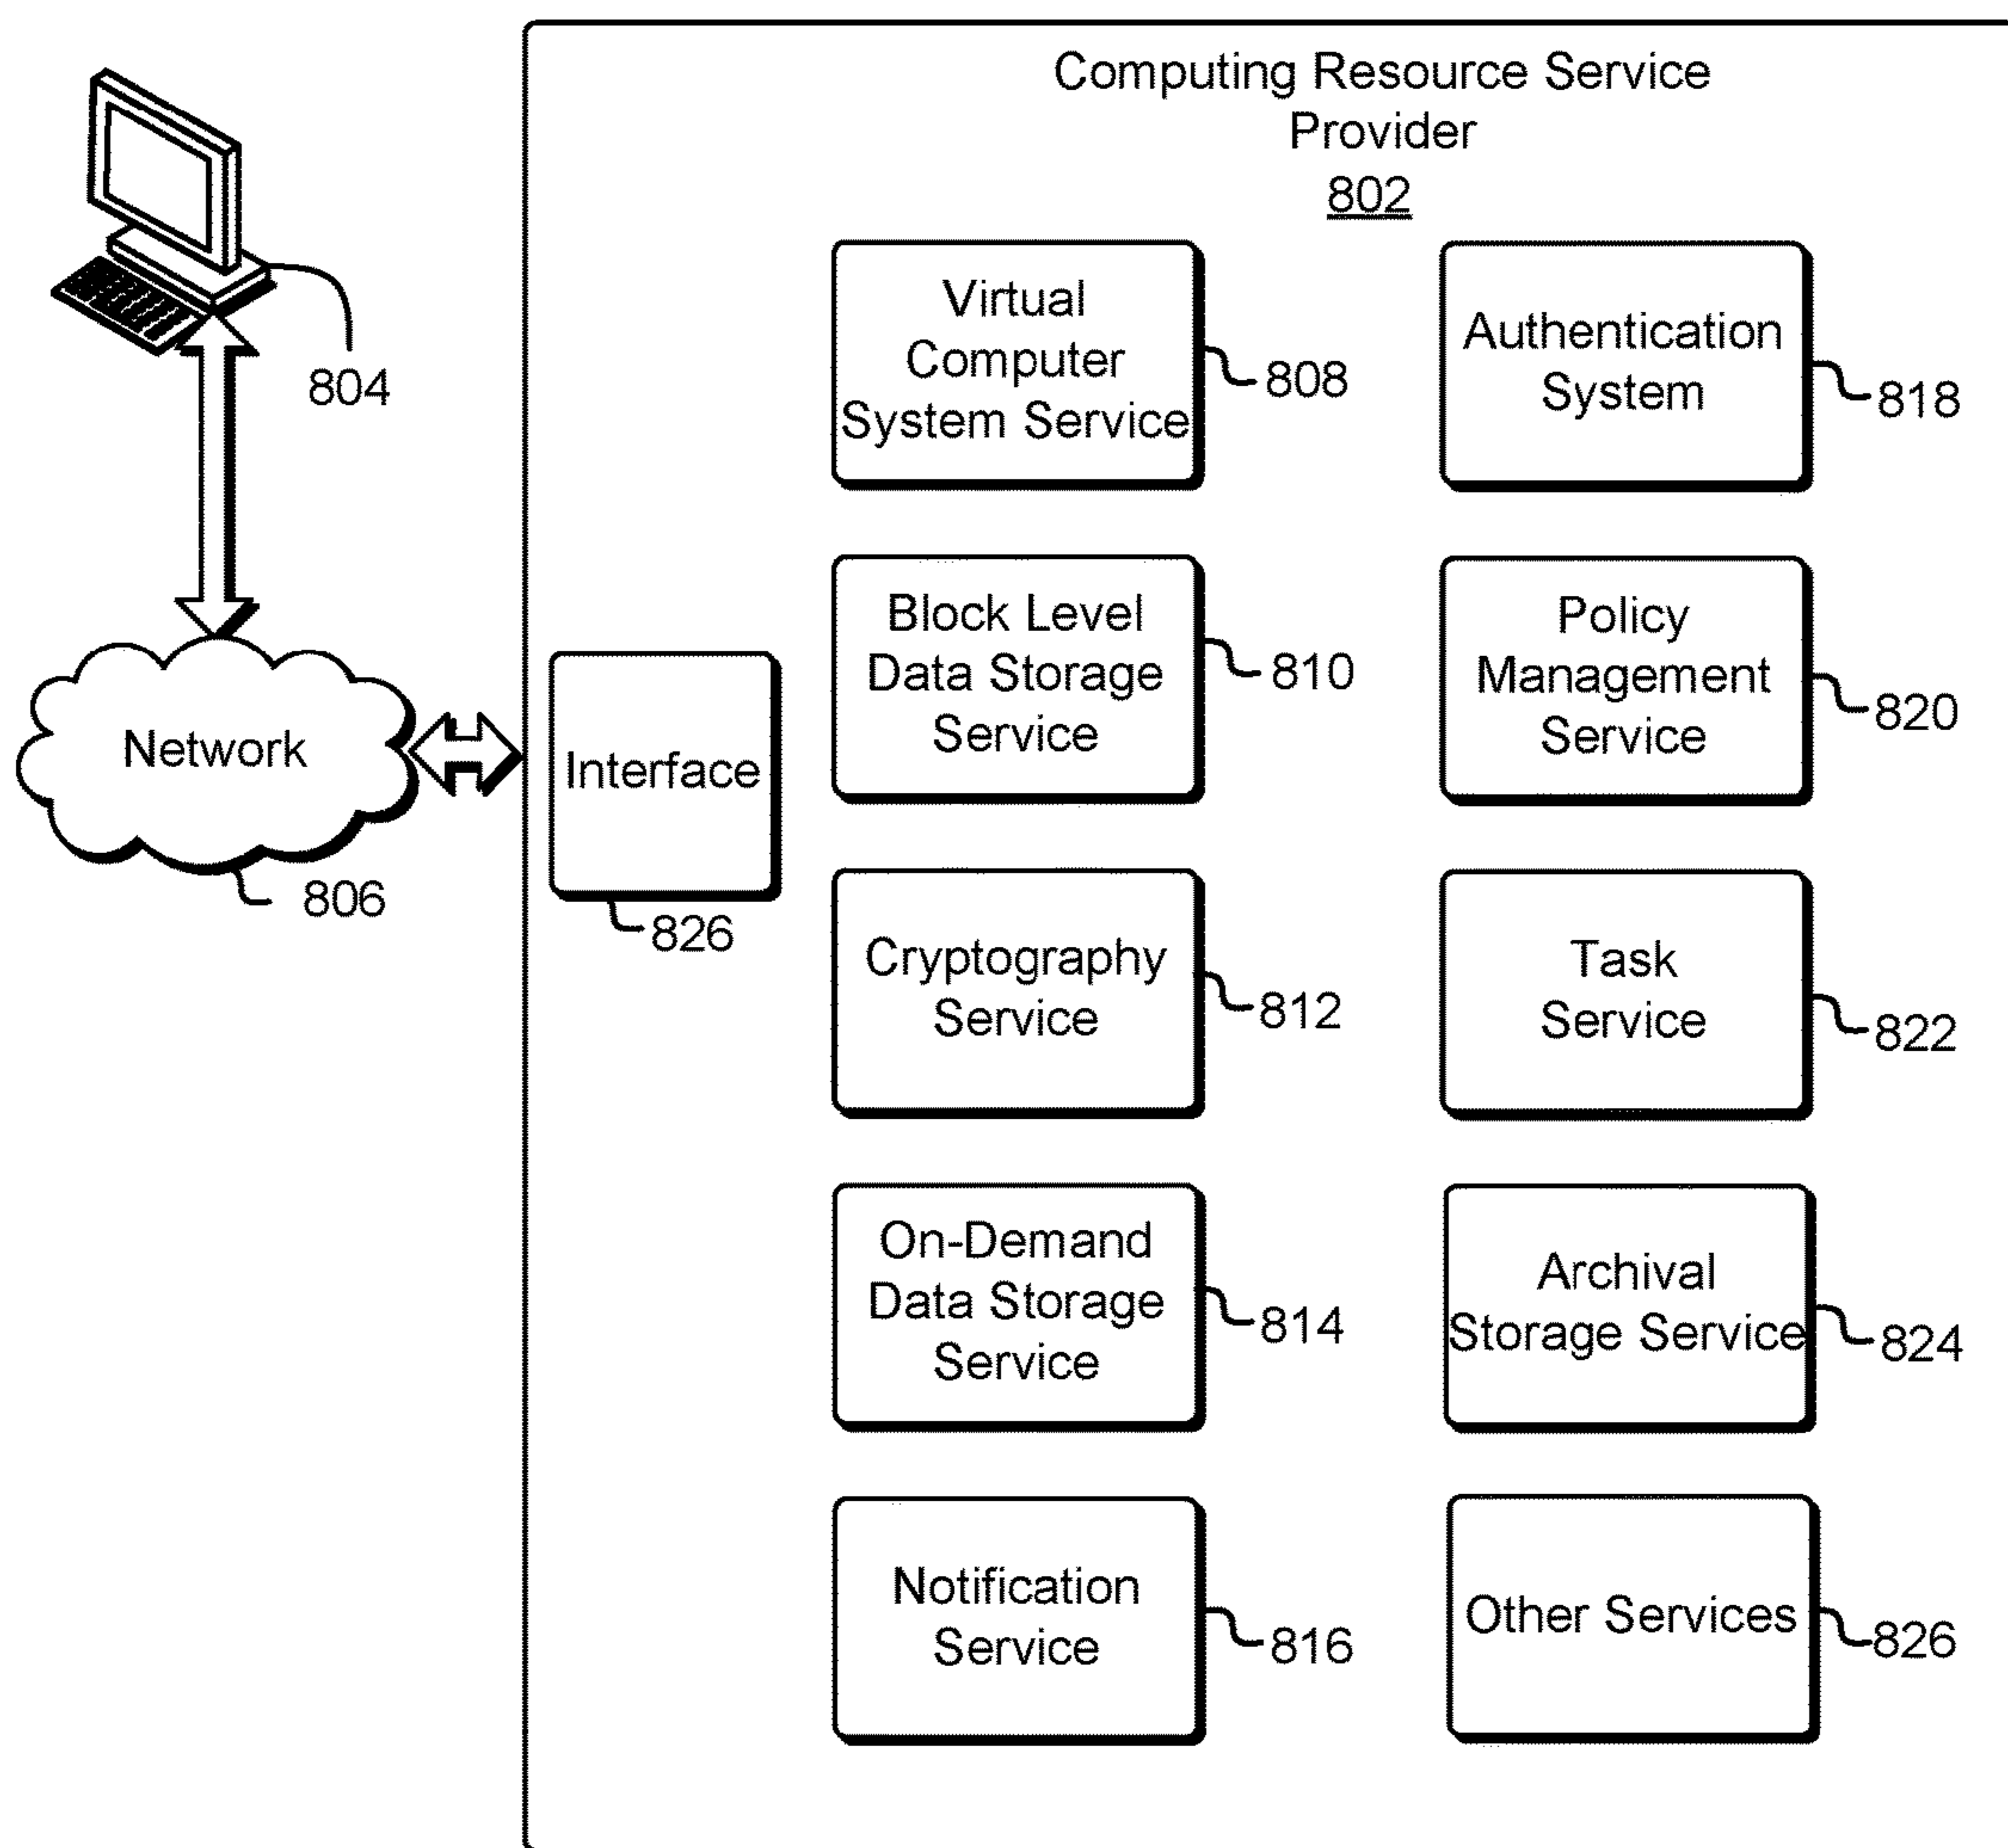 Computing Resource Service
Provider
802
804
Network
806
Interface
826
Virtual
Computer
System Service
808
Authentication
System
818
Block Level
Data Storage
Service
810
Policy
Management
Service
820
Cryptography
Service
812
Task
Service
822
On-Demand
Data Storage
Service
814
Archival
Storage Service
824
Notification
Service
816
Other Services
826